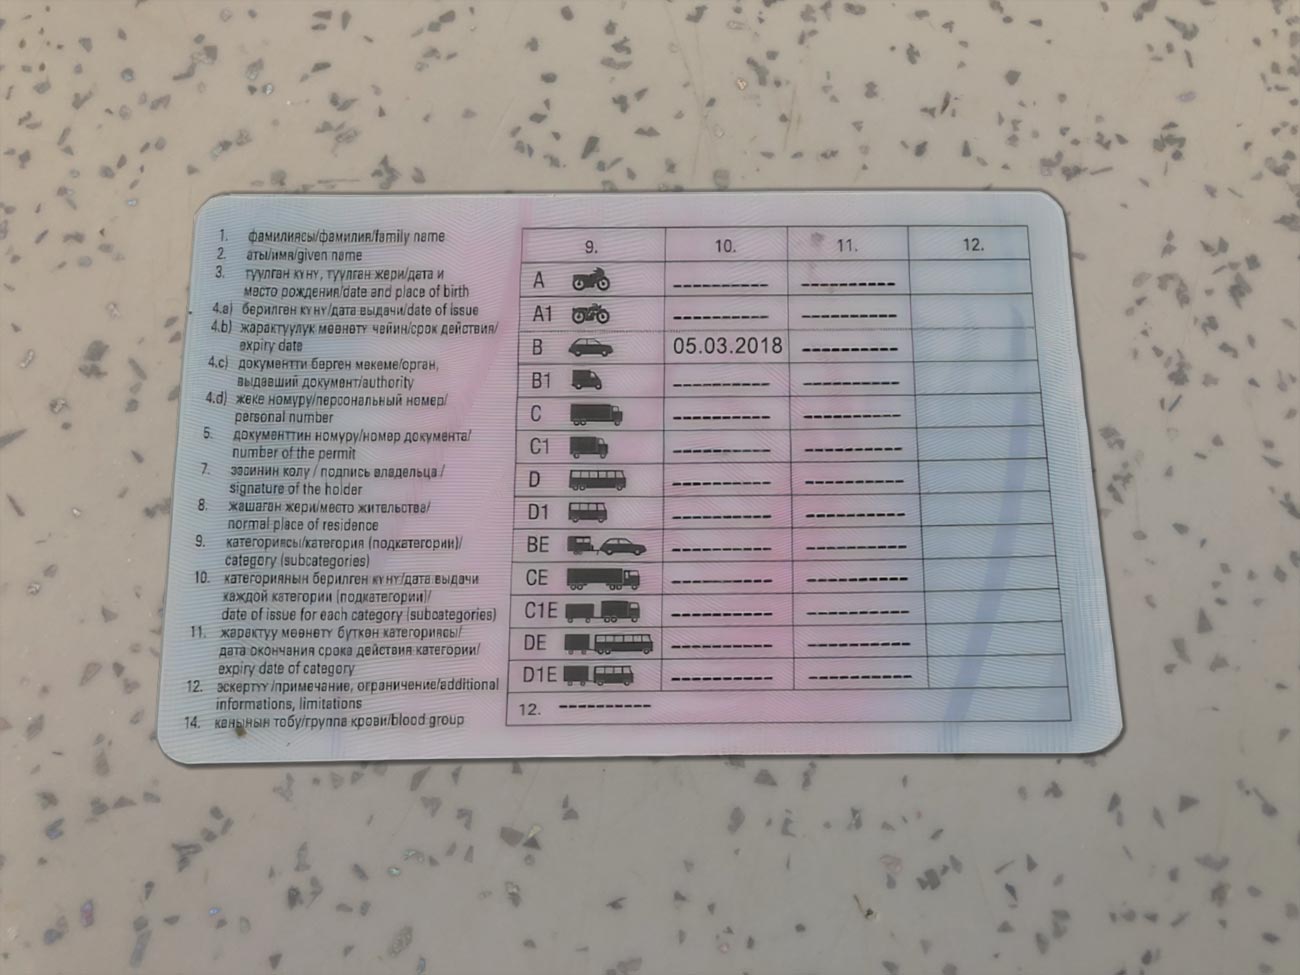 1. фамилиясы/фамилия/family name
2. аты/имя/given name
3. туулган күнү, туулган жери/дата и
место рождения/date and place of birth
4.a) берилген күнү/дата выдачи/date of issue
4.b) жарактуулук мөөнөтү чейин/срок действия/
expiry date
4.c) документти берген мекеме/орган,
выдавший документ/authority
4.d) жеке номуру/персональный номер/
personal number
5. документтин номуру/номер документа/
number of the permit
7. ээсинин колу / подпись владельца /
signature of the holder
8. жашаган жери/место жительства/
normal place of residence
9. категориясы/категория (подкатегории)/
category (subcategories)
10. категориянын берилген күнү/дата выдачи
каждой категории (подкатегории)/
date of issue for each category (subcategories)
11. жарактуу мөөнөтү бүткөн категориясы/
дата окончания срока действия категории/
expiry date of category
12. эскертүү/примечание, ограничение/additional
informations, limitations
14. канынын тобу/группа крови/blood group
9. 10. 11. 12.
A ---------- ----------
A1 ---------- ----------
B 05.03.2018 ----------
B1 ---------- ----------
C ---------- ----------
C1 ---------- ----------
D ---------- ----------
D1 ---------- ----------
BE ---------- ----------
CE ---------- ----------
C1E ---------- ----------
DE ---------- ----------
D1E ---------- ----------
12. ----------